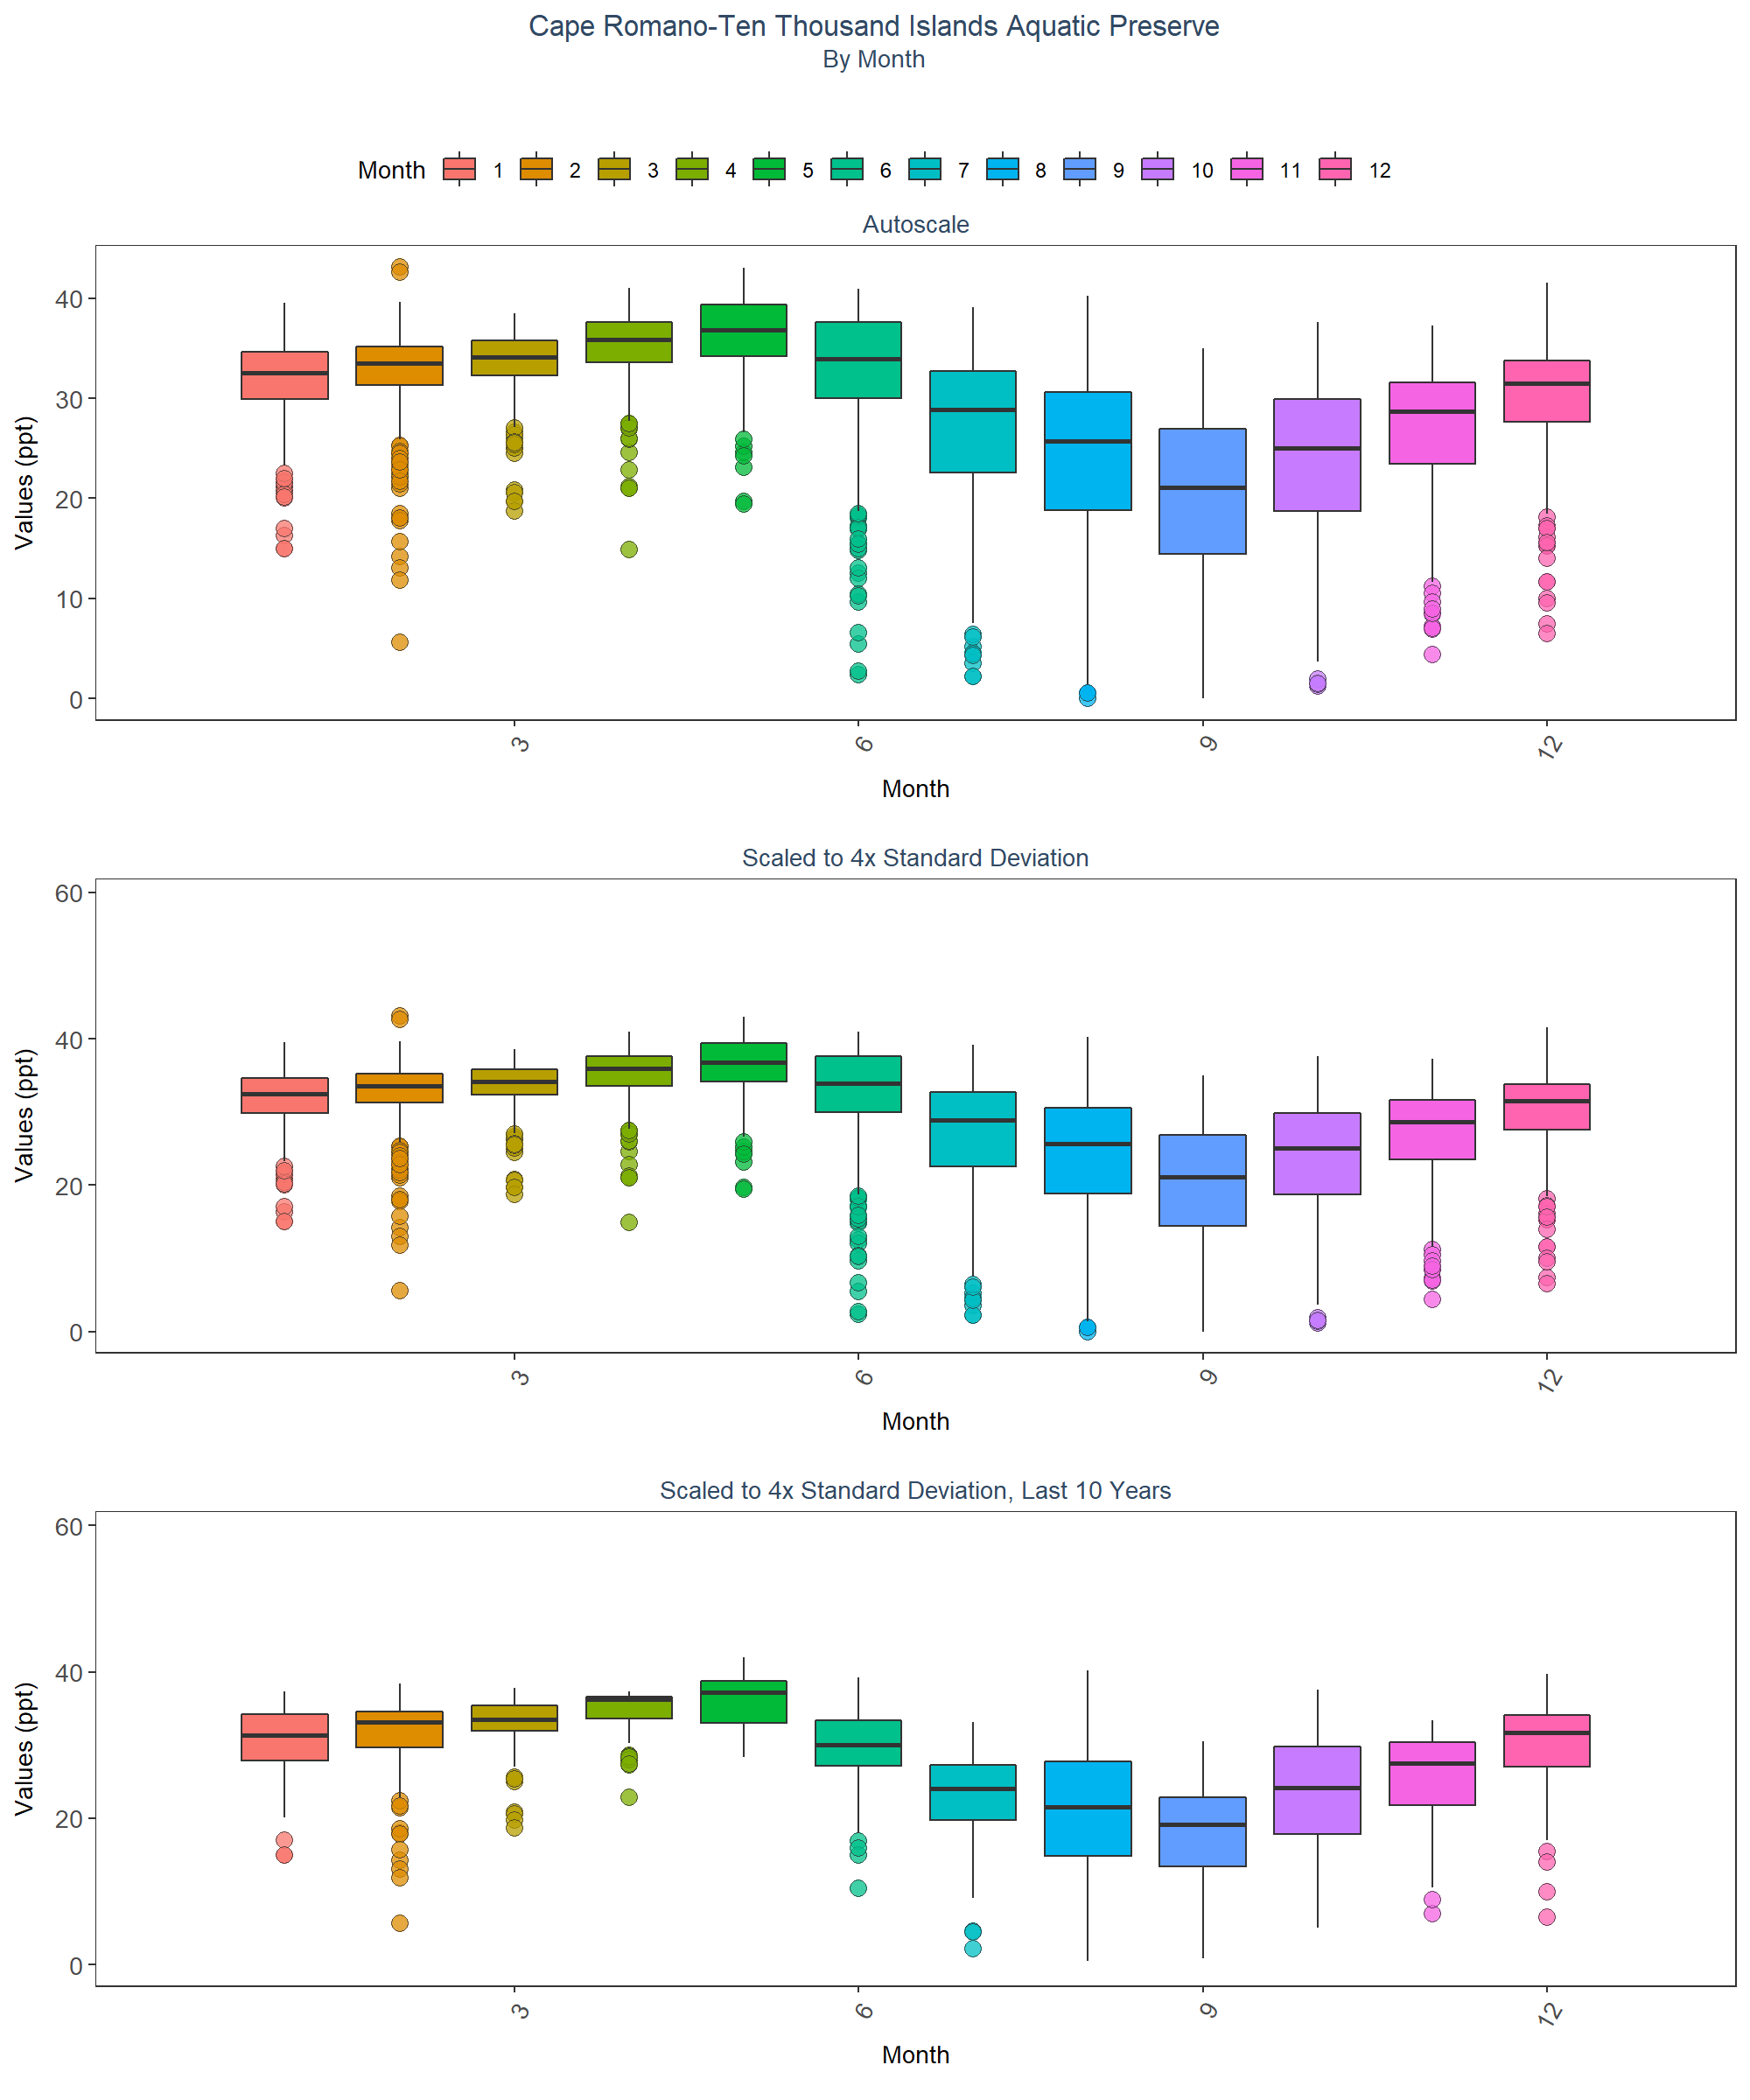 Cape Romano-Ten Thousand Islands Aquatic Preserve
By Month
Month 1 2 3 4 5 6 7 8 9 10 11 12
Autoscale
Values (ppt)
40
30
20
10
0
3 6 9 12
Month
Scaled to 4x Standard Deviation
Values (ppt)
60
40
20
0
3 6 9 12
Month
Scaled to 4x Standard Deviation, Last 10 Years
Values (ppt)
60
40
20
0
3 6 9 12
Month